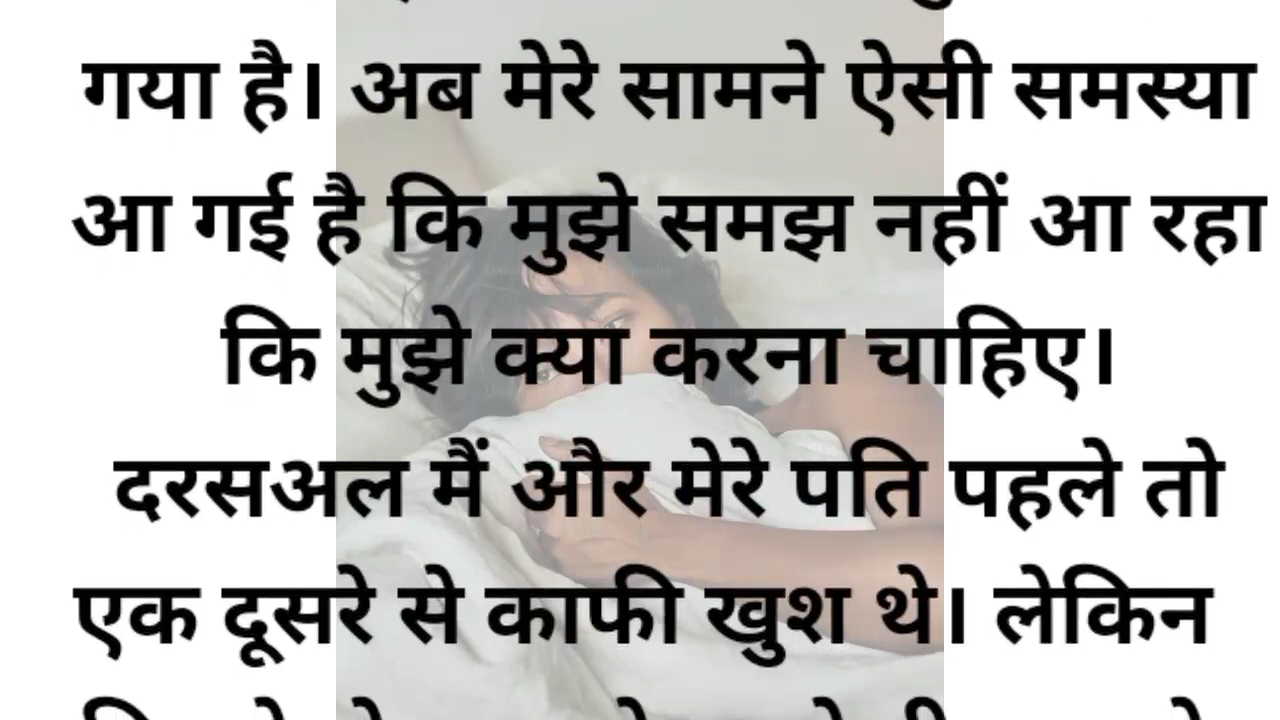 गया है। अब मेरे सामने ऐसी समस्या
आ गई है कि मुझे समझ नहीं आ रहा
कि मुझे क्या करना चाहिए।
दरसअल मैं और मेरे पति पहले तो
एक दूसरे से काफी खुश थे। लेकिन